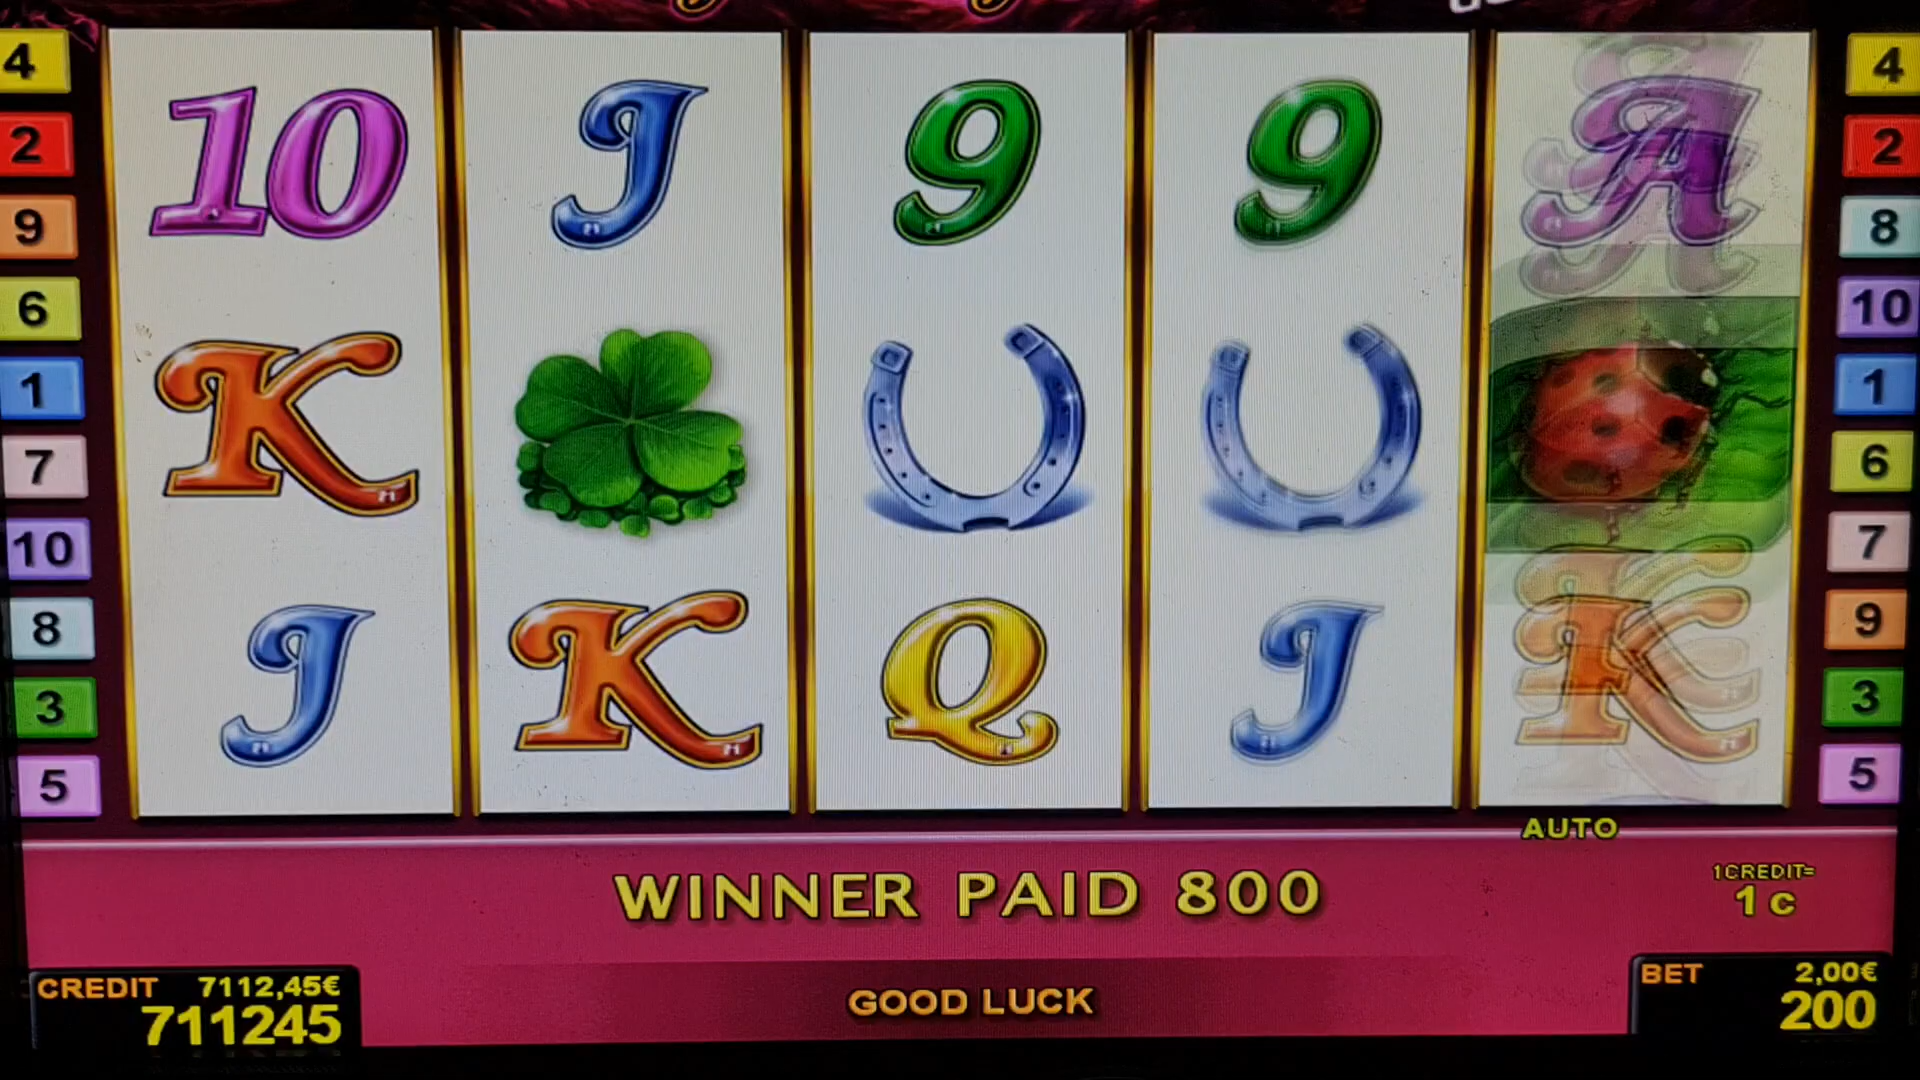 4 4
10 J 9 9 A
2 2
9 8
6 10
K
1 1
7 6
10 7
8 9
J K Q J K
3 3
5 5
AUTO
WINNER PAID 800
1CREDIT=
1 c
CREDIT 7112,45€
711245
GOOD LUCK
BET 2,00€
200